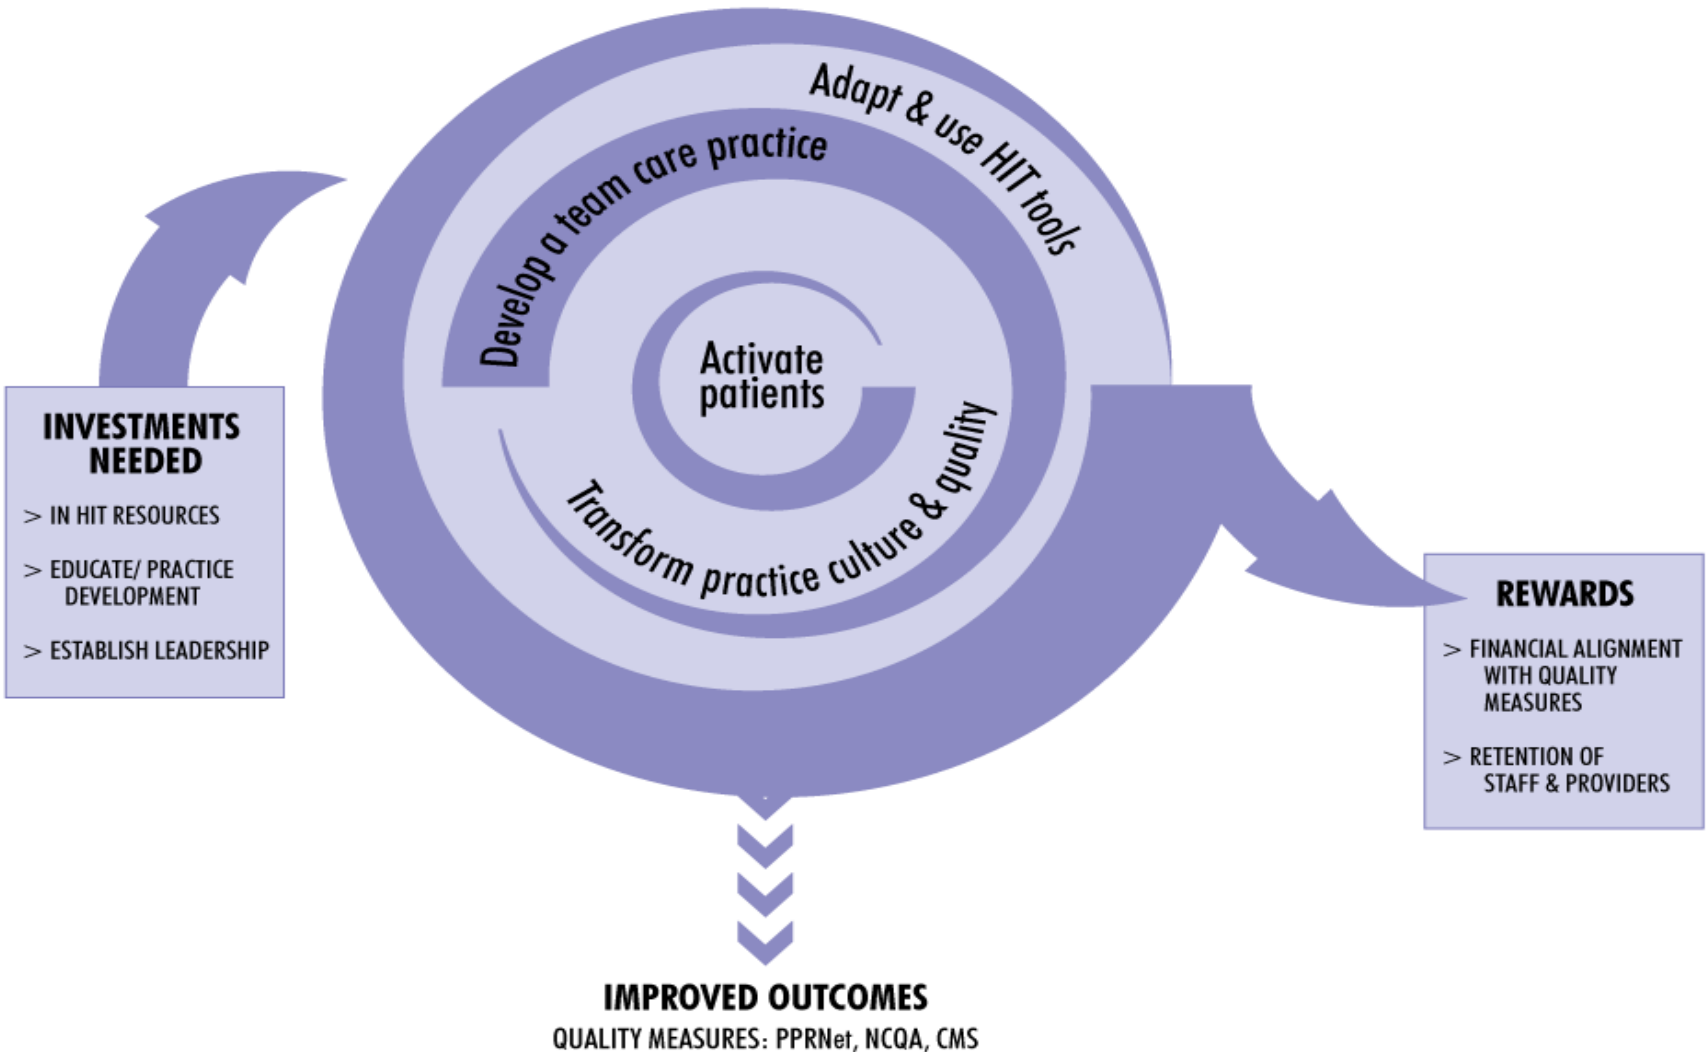 Adapt & use HIT tools
Develop a team care practice
Activate
patients
Transform practice culture & quality
INVESTMENTS
NEEDED
> IN HIT RESOURCES
> EDUCATE/ PRACTICE
DEVELOPMENT
> ESTABLISH LEADERSHIP
REWARDS
> FINANCIAL ALIGNMENT
WITH QUALITY
MEASURES
> RETENTION OF
STAFF & PROVIDERS
IMPROVED OUTCOMES
QUALITY MEASURES: PPRNet, NCQA, CMS